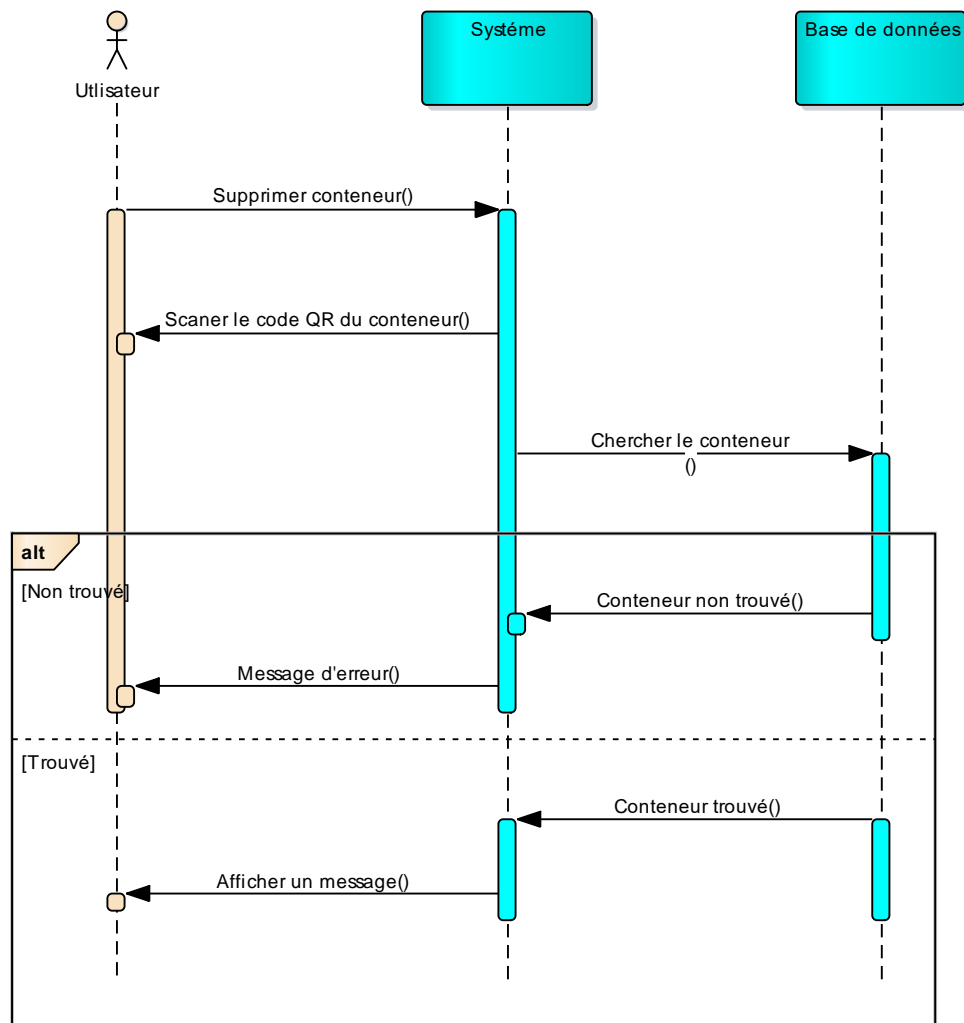 Systéme
Base de données
Utlisateur
Supprimer conteneur()
Scaner le code QR du conteneur()
Chercher le conteneur
()
alt
[Non trouvé]
Conteneur non trouvé()
Message d'erreur()
[Trouvé]
Conteneur trouvé()
Afficher un message()